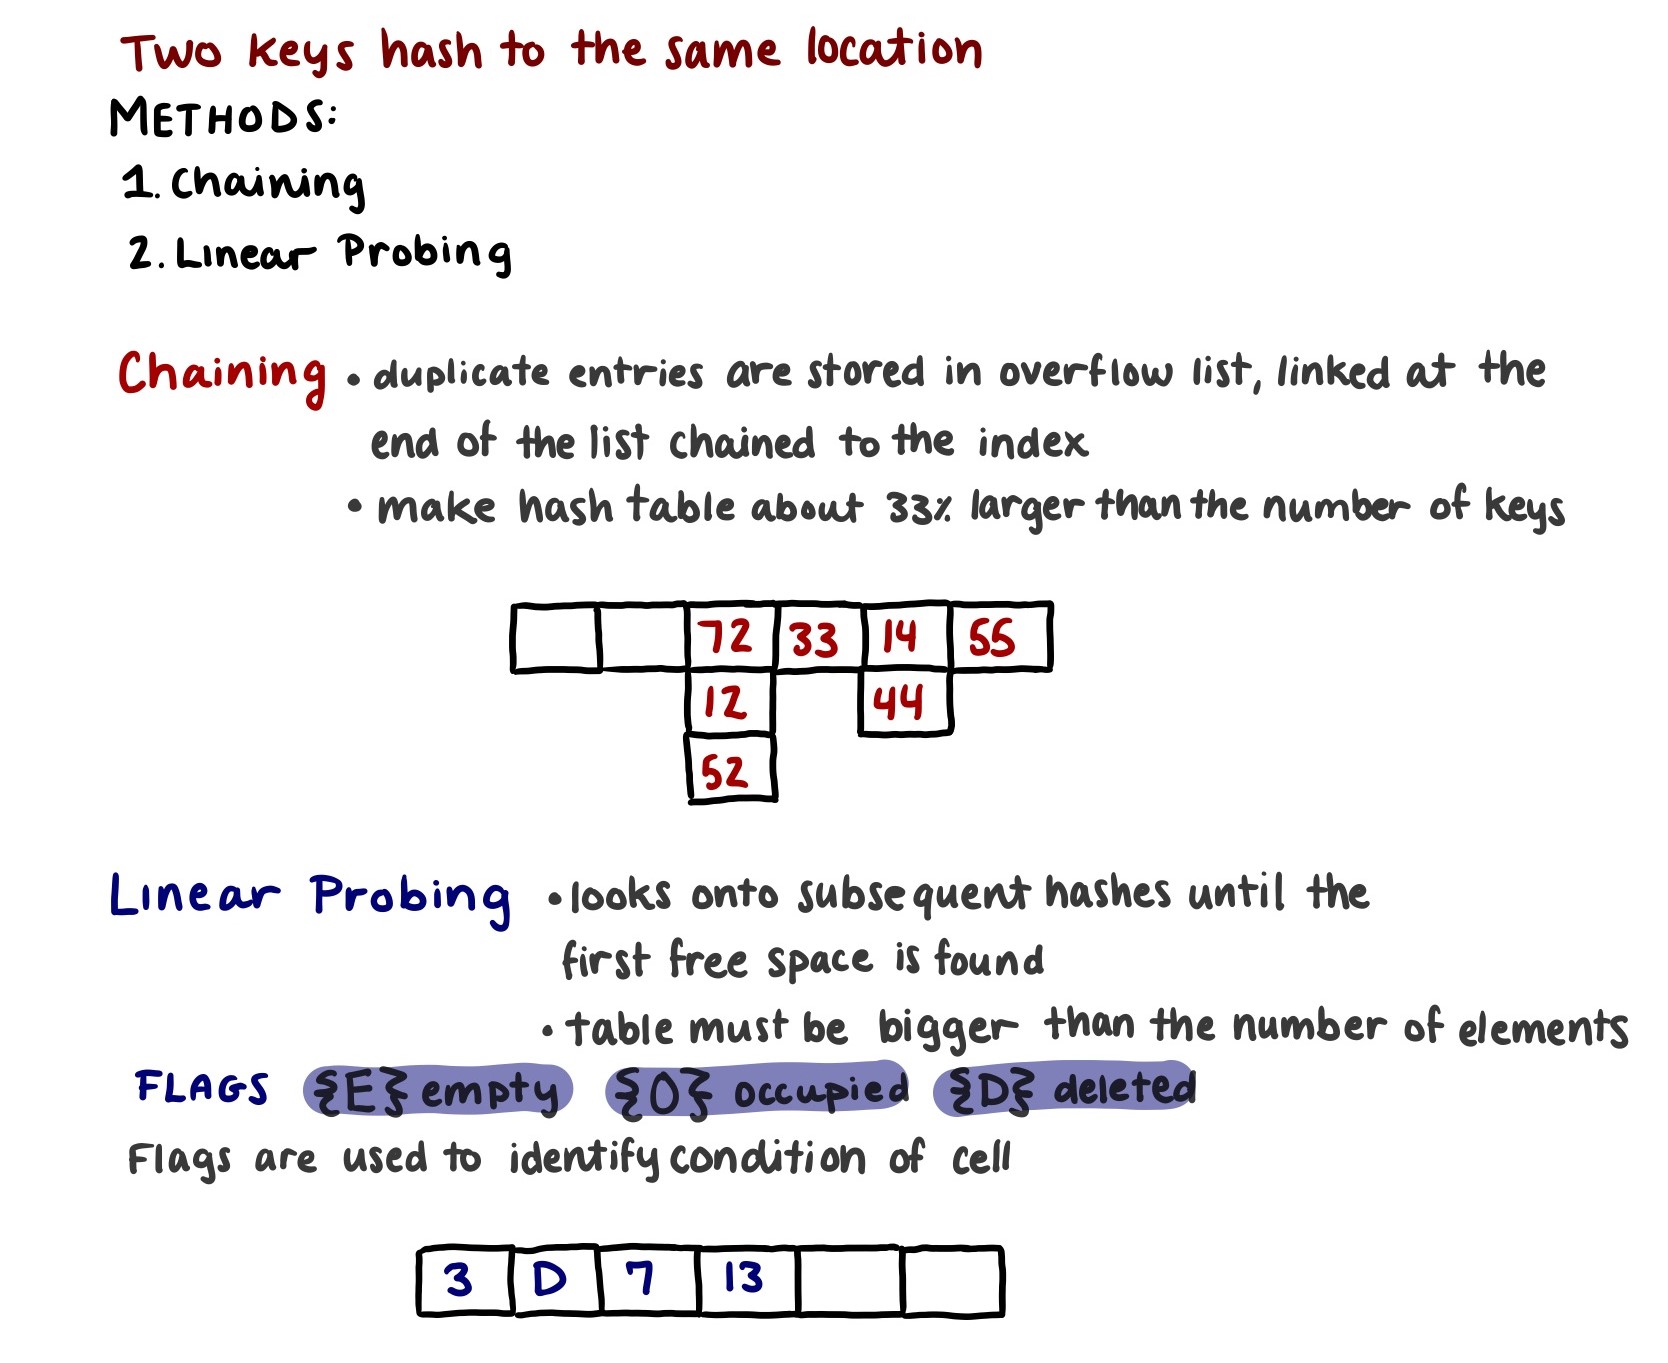 Two keys hash to the same location
METHODS:
1. Chaining
2. Linear Probing
Chaining • duplicate entries are stored in overflow list, linked at the
end of the list chained to the index
• make hash table about 33% larger than the number of keys
72 33 14 55
12 44
52
Linear Probing • looks onto subsequent hashes until the
first free space is found
• table must be bigger than the number of elements
FLAGS {E} empty {O} occupied {D} deleted
Flags are used to identify condition of cell
3 D 7 13